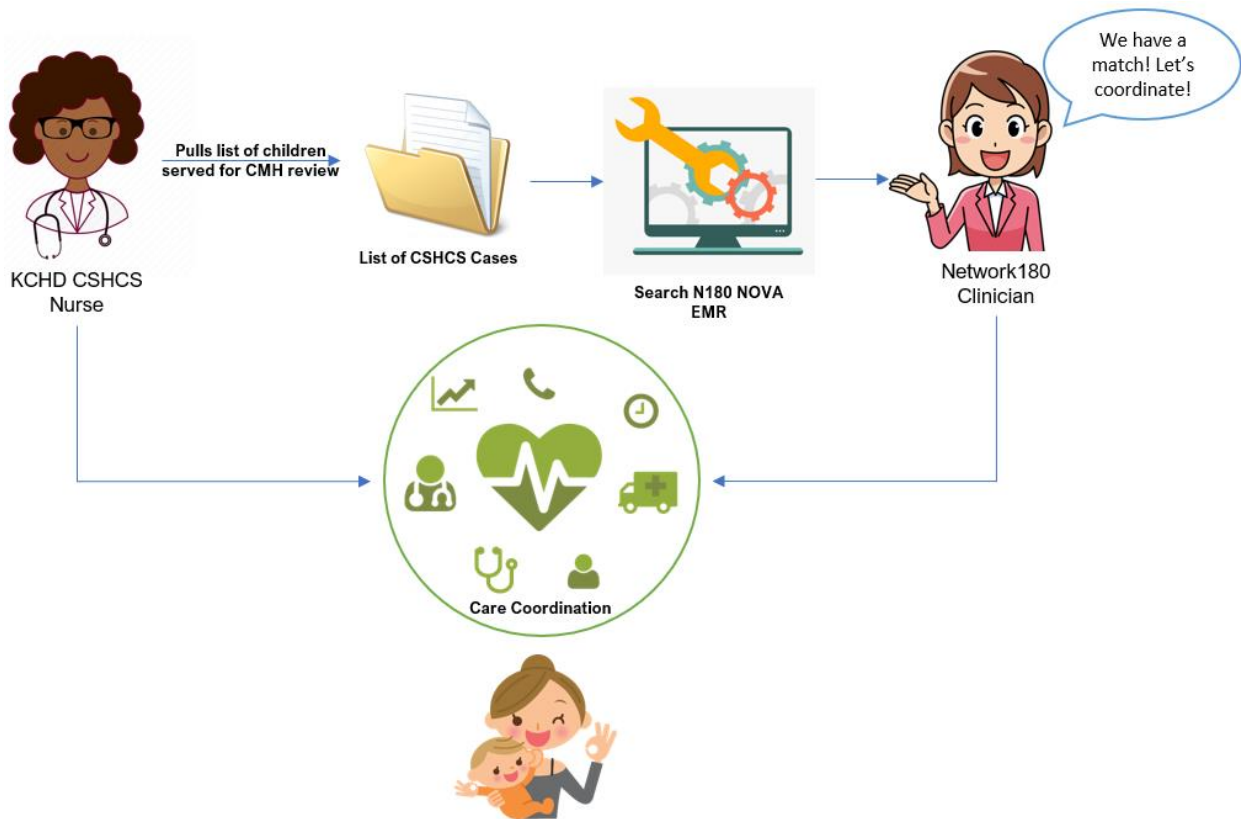 We have a
match! Let's
coordinate!
Pulls list of children
served for CMH review
KCHD CSHCS
Nurse
List of CSHCS Cases
Search N180 NOVA
EMR
Network180
Clinician
Care Coordination